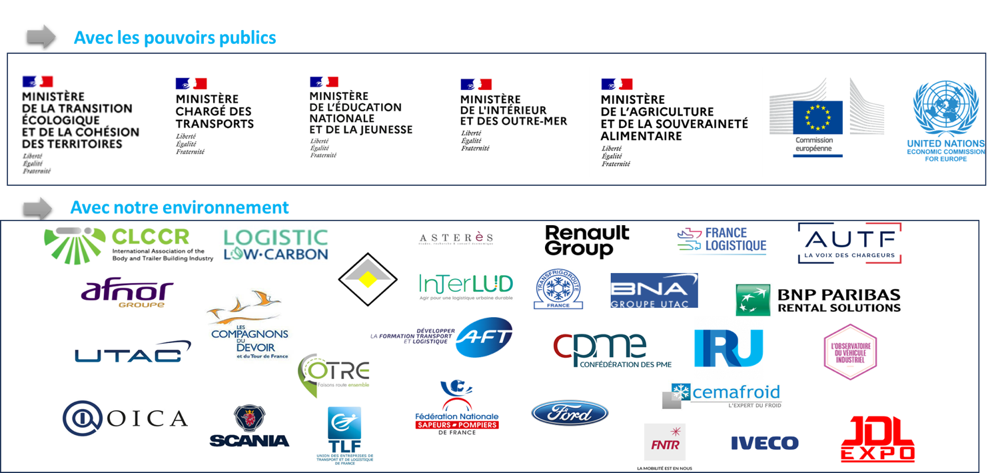 Avec les pouvoirs publics
MINISTÈRE
DE LA TRANSITION
ÉCOLOGIQUE
ET DE LA COHÉSION
DES TERRITOIRES
Liberté
Égalité
Fraternité
MINISTÈRE
CHARGÉ DES
TRANSPORTS
Liberté
Égalité
Fraternité
MINISTÈRE
DE L'ÉDUCATION
NATIONALE
ET DE LA JEUNESSE
Liberté
Égalité
Fraternité
MINISTÈRE
DE L'INTÉRIEUR
ET DES OUTRE-MER
Liberté
Égalité
Fraternité
MINISTÈRE
DE L'AGRICULTURE
ET DE LA SOUVERAINETÉ
ALIMENTAIRE
Liberté
Égalité
Fraternité
Commission
européenne
UNITED NATIONS
ECONOMIC COMMISSION
FOR EUROPE
Avec notre environnement
CLCCR
International Association of the
Body and Trailer Building Industry
LOGISTIC
LOW•CARBON
ASTERÈS
études, recherche & conseil économique
Renault
Group
FRANCE
LOGISTIQUE
AUTF
LA VOIX DES CHARGEURS
afnor
GROUPE
LES
COMPAGNONS
DU
DEVOIR
et du Tour de France
InTerLUD
Agir pour une logistique urbaine durable
TRANSFRIGOROUTE
FRANCE
BNA
GROUPE UTAC
BNP PARIBAS
RENTAL SOLUTIONS
UTAC
OTRE
Faisons route ensemble
DÉVELOPPER
LA FORMATION TRANSPORT
ET LOGISTIQUE
AFT
cpme
CONFÉDÉRATION DES PME
IRU
L'OBSERVATOIRE
DU VÉHICULE
INDUSTRIEL
OICA
SCANIA
TLF
UNION DES ENTREPRISES DE
TRANSPORT ET DE LOGISTIQUE
DE FRANCE
Fédération Nationale
SAPEURS-POMPIERS
DE FRANCE
Ford
cemafroid
L'EXPERT DU FROID
FNTR
LA MOBILITÉ EST EN NOUS
IVECO
JDL
EXPO